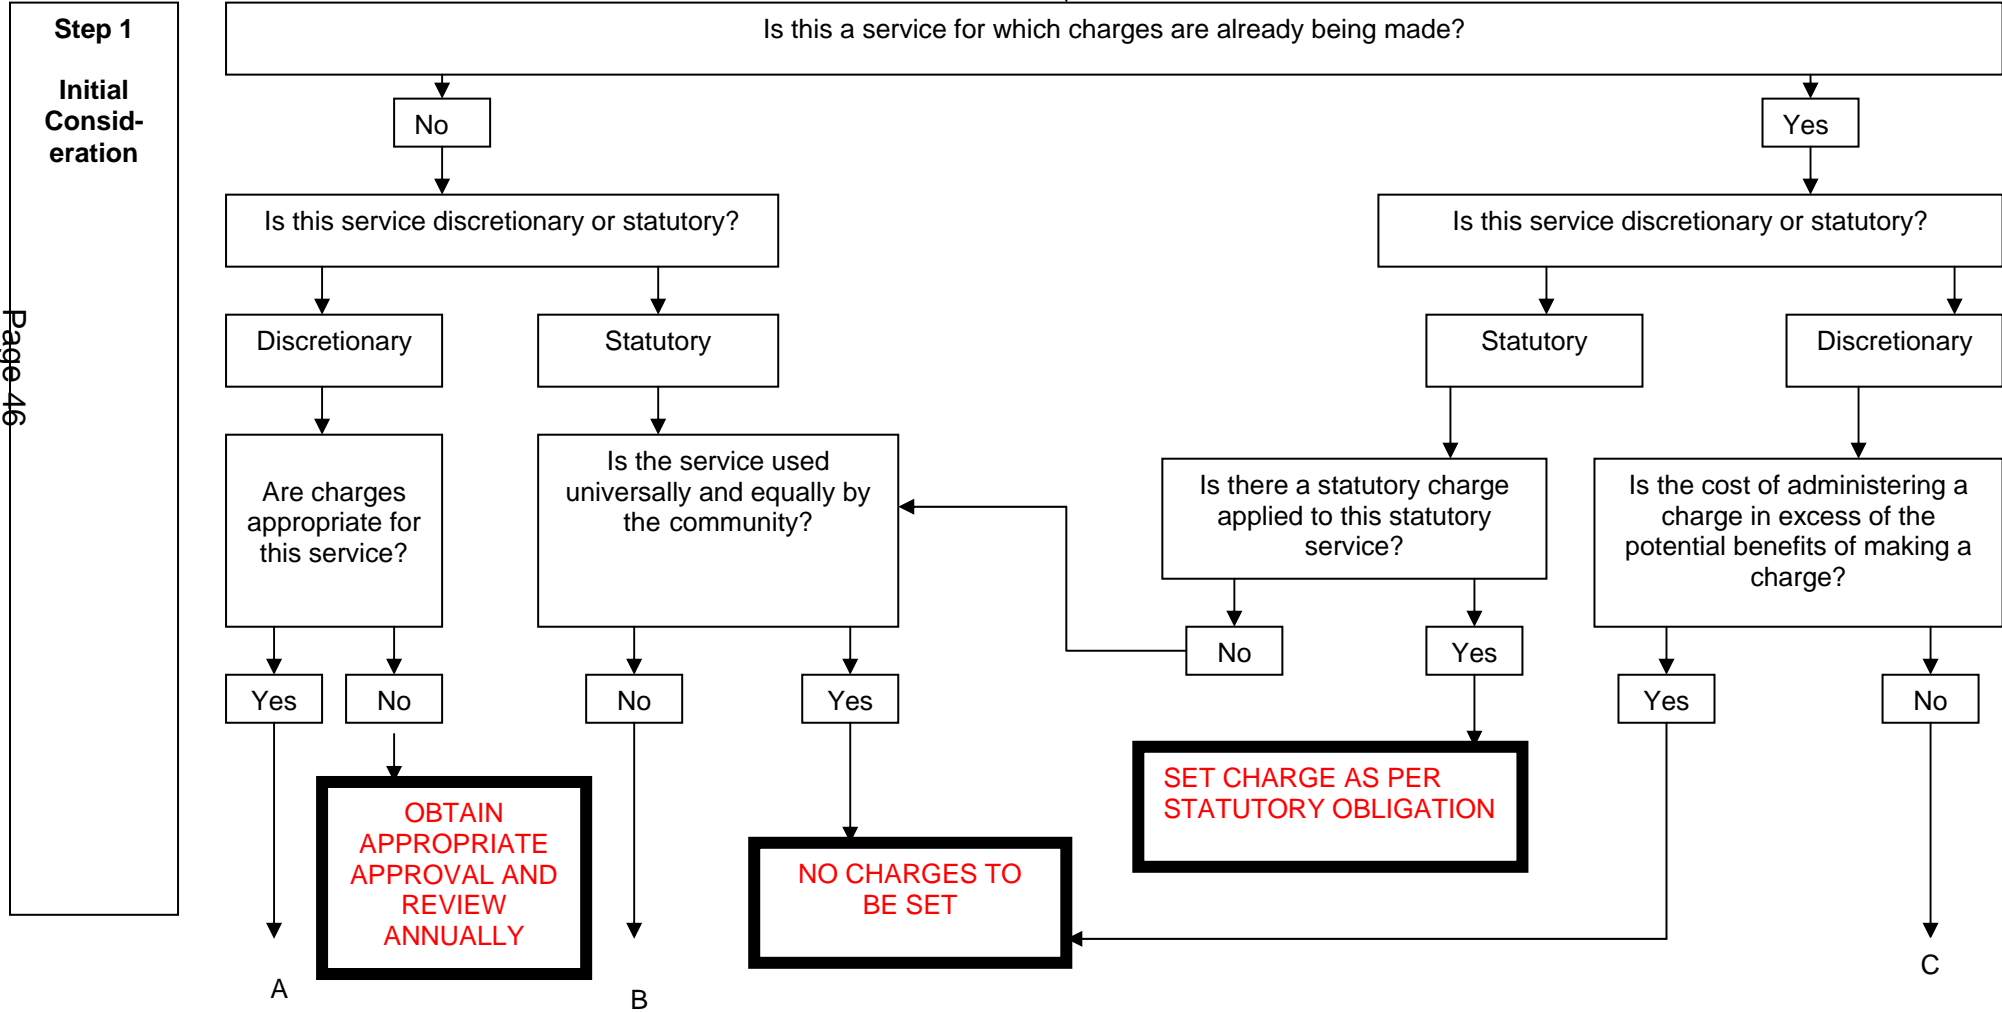 Step 1
Initial
Consid-
eration
Page 46
Is this a service for which charges are already being made?
No
Yes
Is this service discretionary or statutory?
Is this service discretionary or statutory?
Discretionary
Statutory
Statutory
Discretionary
Are charges
appropriate for
this service?
Is the service used
universally and equally by
the community?
Is there a statutory charge
applied to this statutory
service?
Is the cost of administering a
charge in excess of the
potential benefits of making a
charge?
Yes
No
No
Yes
No
Yes
Yes
No
OBTAIN
APPROPRIATE
APPROVAL AND
REVIEW
ANNUALLY
NO CHARGES TO
BE SET
SET CHARGE AS PER
STATUTORY OBLIGATION
A
B
C